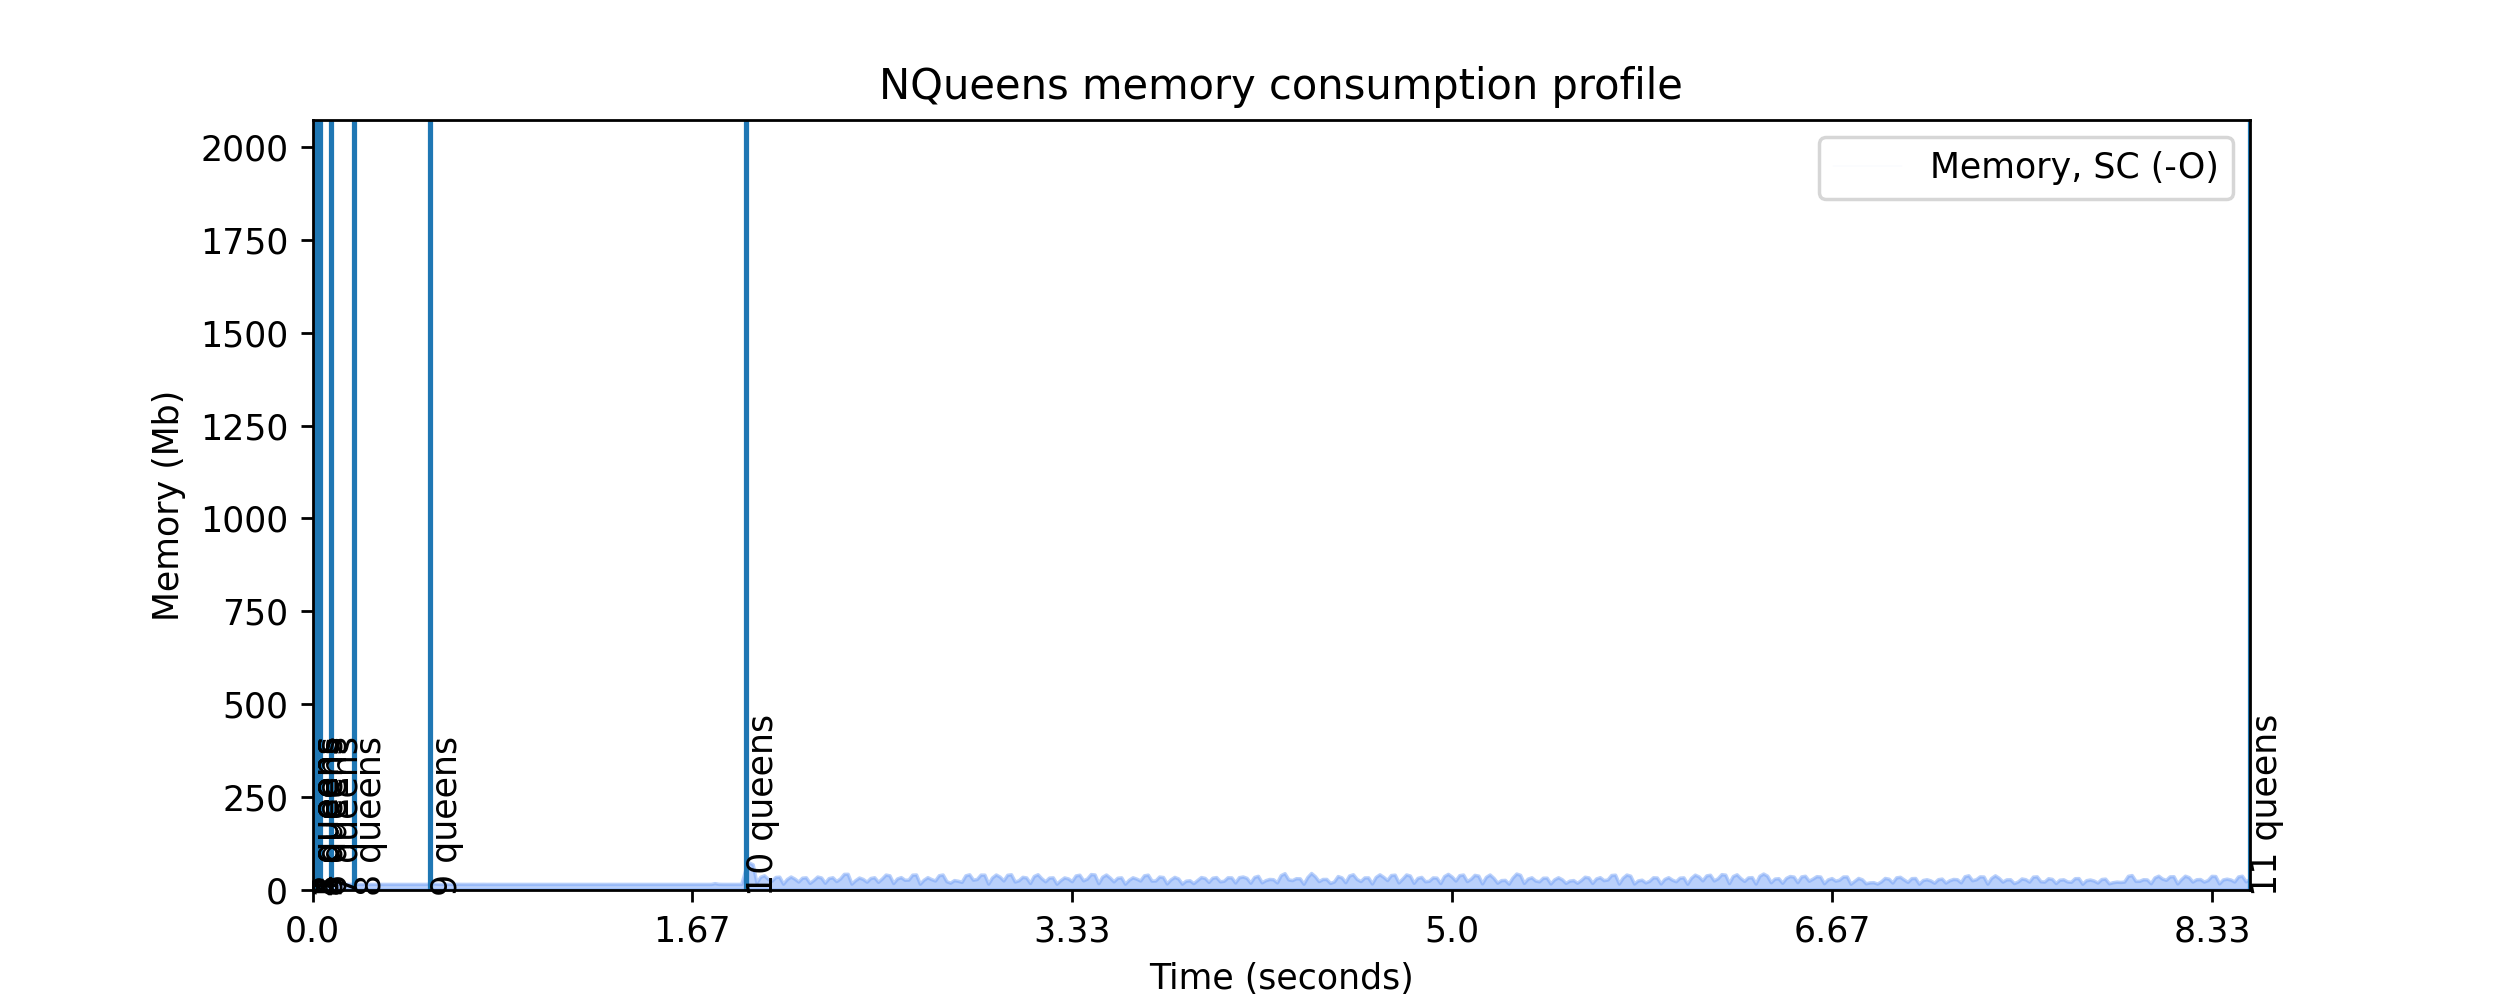 NQueens memory consumption profile
Memory, SC (-O)
Memory (Mb)
2000
1750
1500
1250
1000
750
500
250
0
8 queens
9 queens
10 queens
11 queens
0.0
1.67
3.33
5.0
6.67
8.33
Time (seconds)